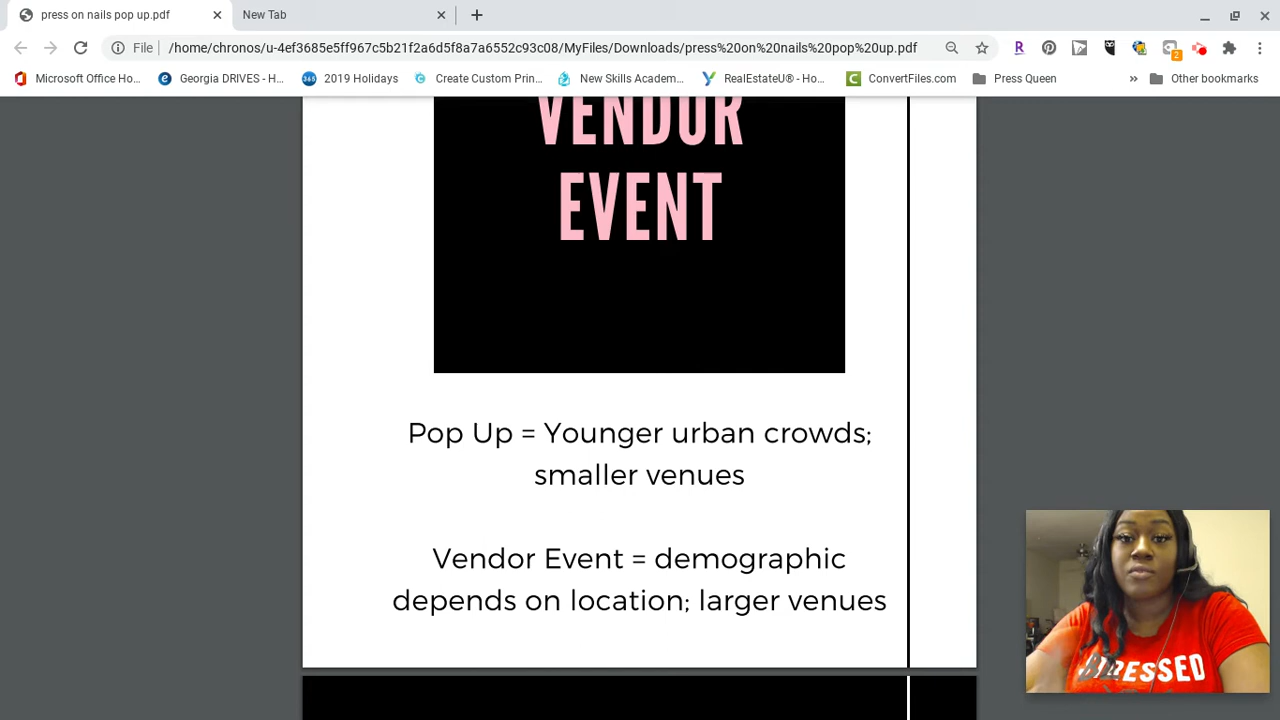 press on nails pop up.pdf
New Tab
File
/home/chronos/u-4ef3685e5ff967c5b21f2a6d5f8a7a6552c93c08/MyFiles/Downloads/press%20on%20nails%20pop%20up.pdf
2
Microsoft Office Ho...
Georgia DRIVES - H...
365
2019 Holidays
Create Custom Prin...
New Skills Academ...
RealEstateU® - Ho...
ConvertFiles.com
Press Queen
Other bookmarks
VENDOR
EVENT
Pop Up = Younger urban crowds;
smaller venues
Vendor Event = demographic
depends on location; larger venues